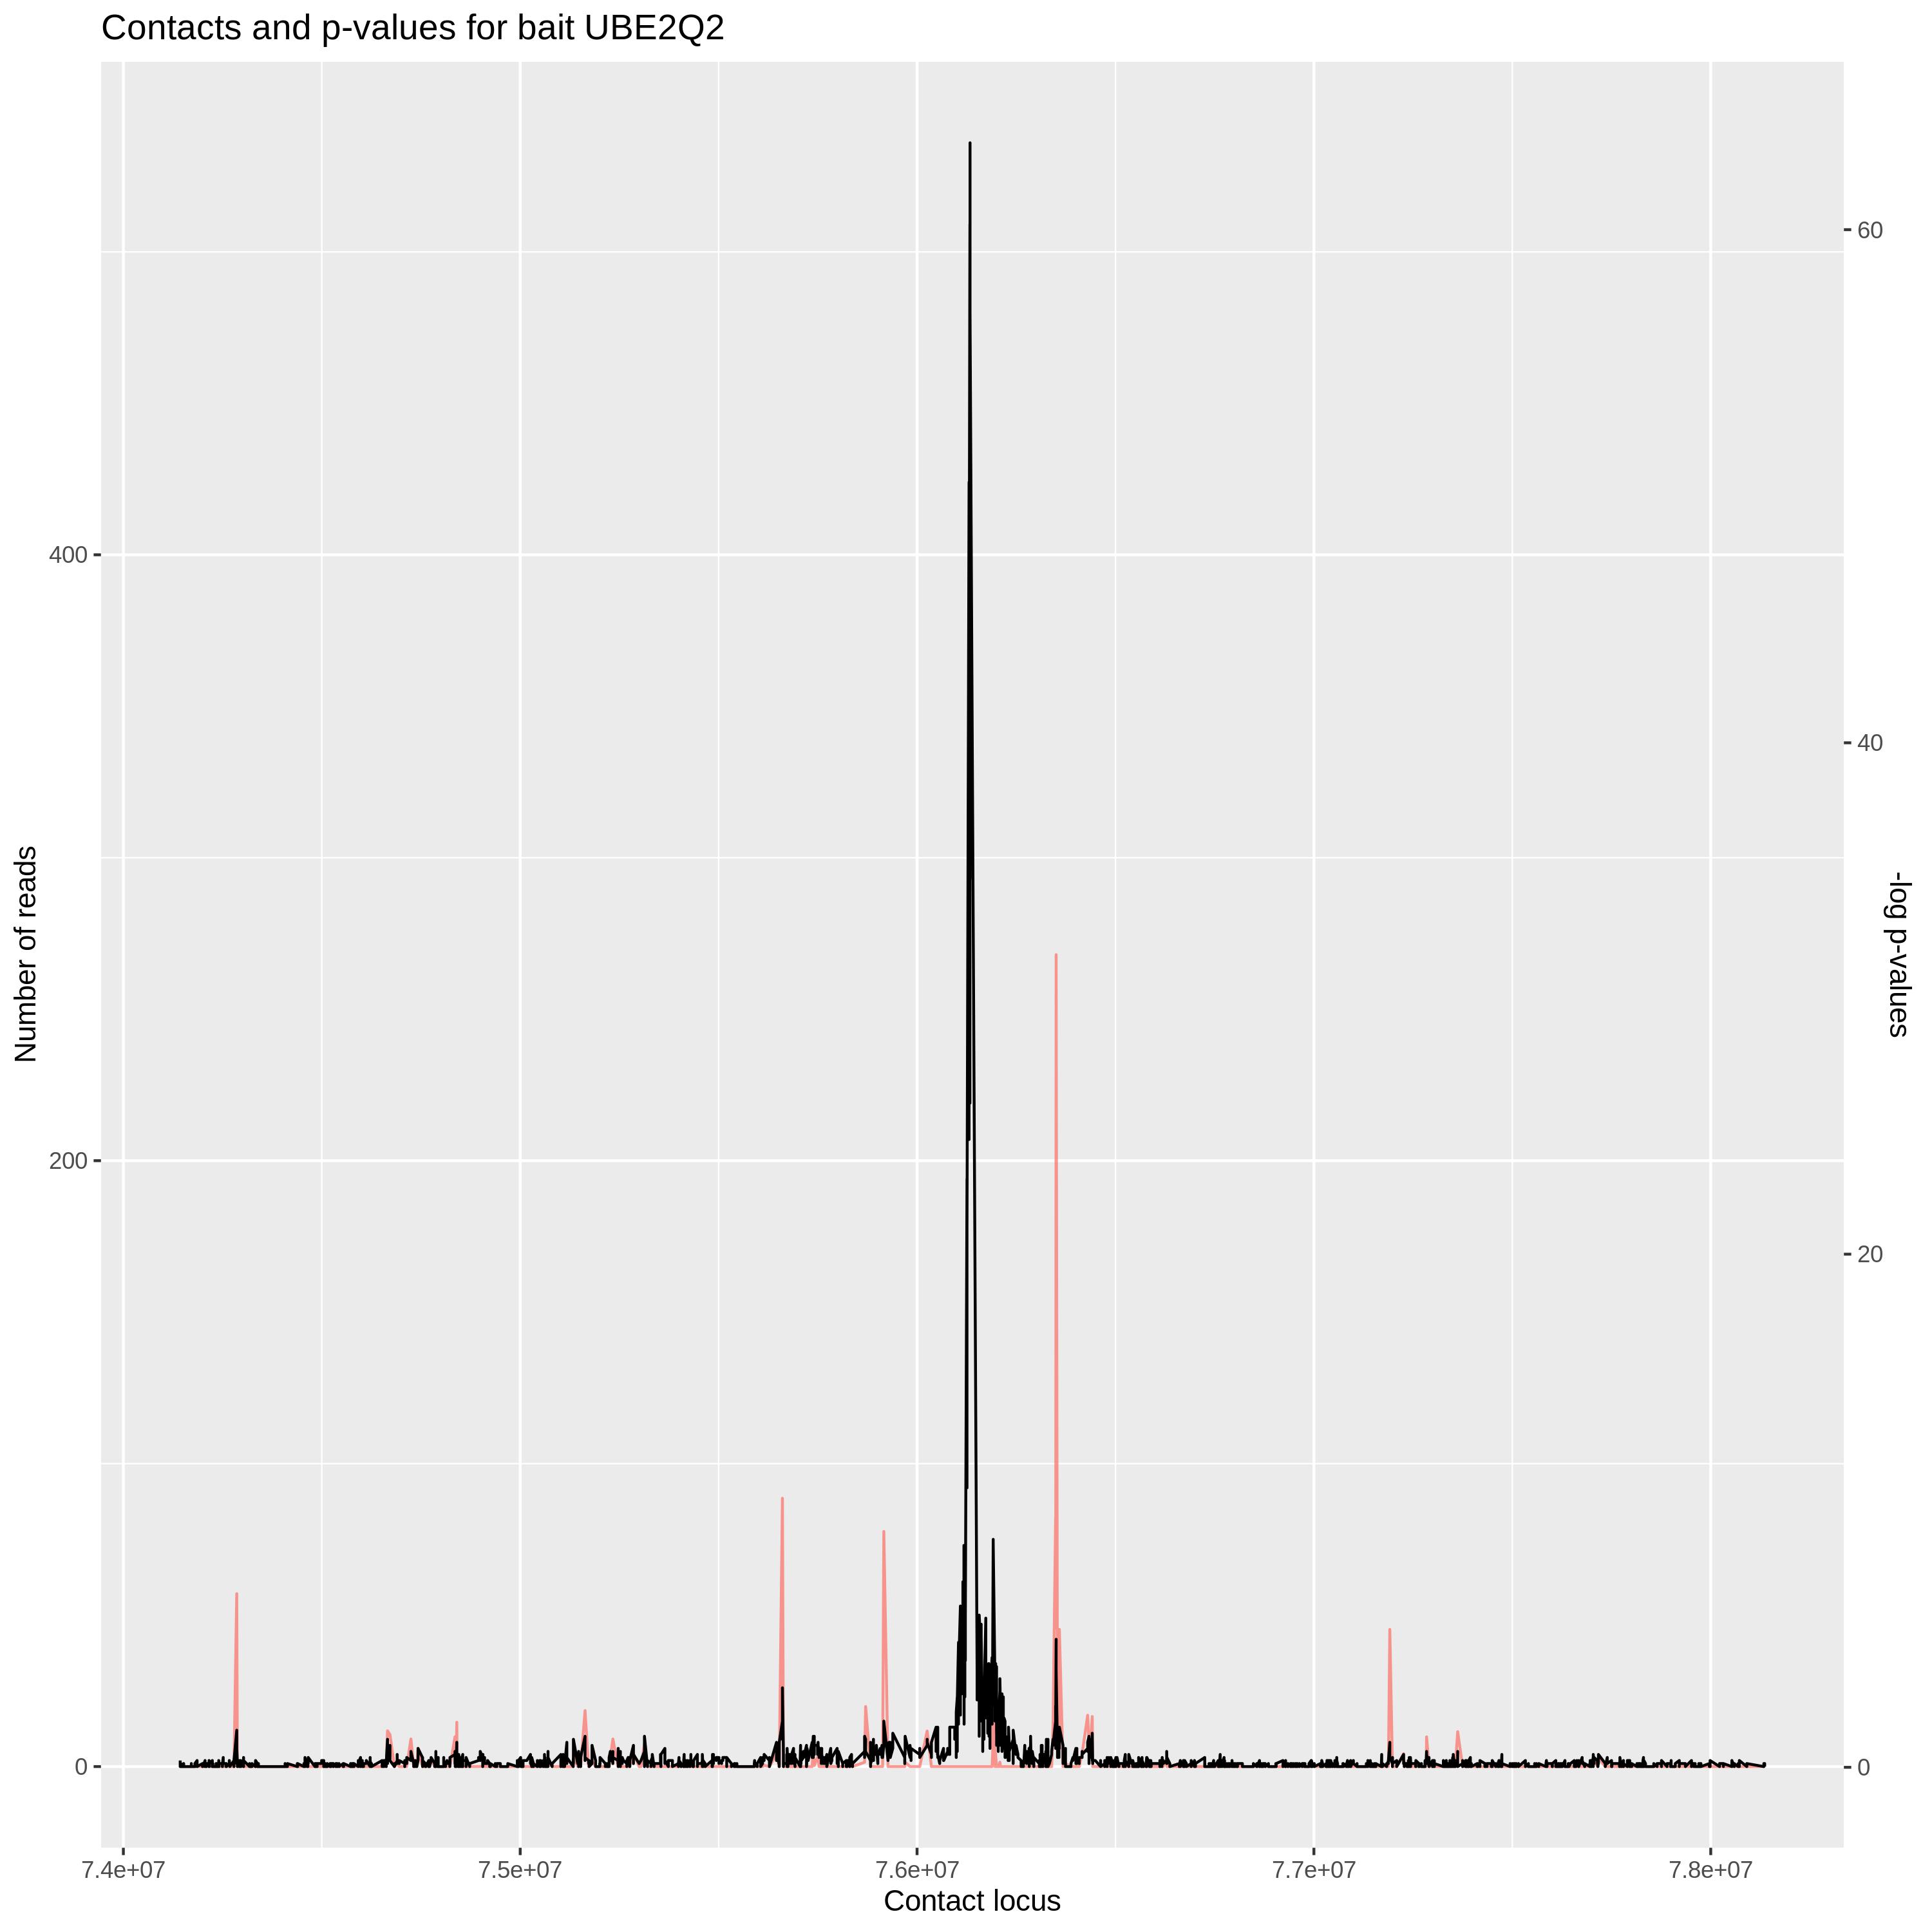 Contacts and p-values for bait UBE2Q2
Number of reads
400
200
0
60
40
20
0
-log p-values
7.4e+07 7.5e+07 7.6e+07 7.7e+07 7.8e+07
Contact locus